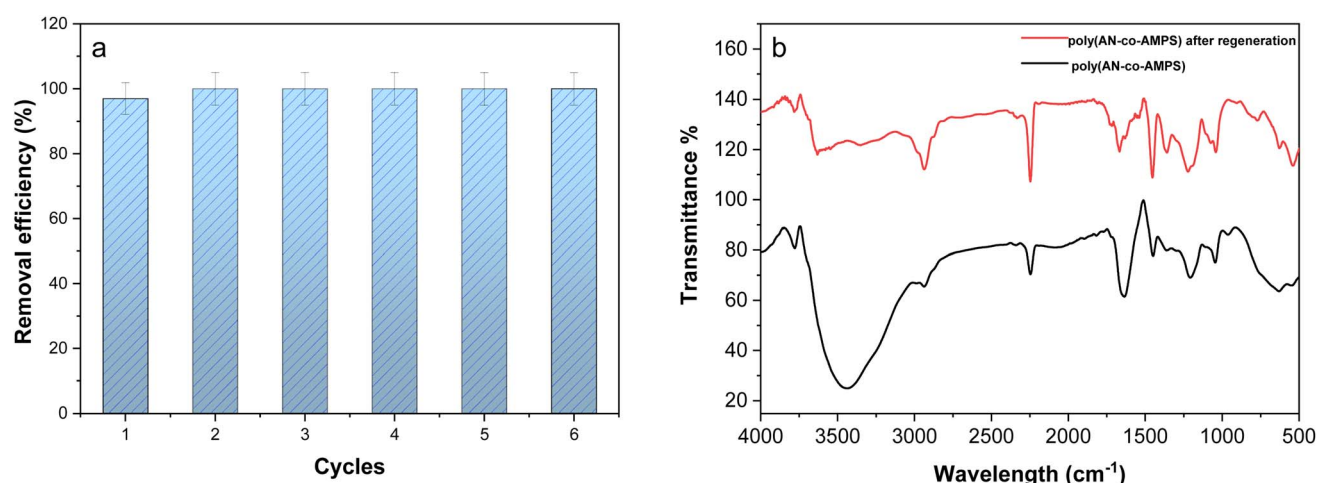 a
Removal efficiency (%)
120
100
80
60
40
20
0
1 2 3 4 5 6
Cycles
b
poly(AN-co-AMPS) after regeneration
poly(AN-co-AMPS)
Transmittance %
160
140
120
100
80
60
40
20
4000 3500 3000 2500 2000 1500 1000 500
Wavelength (cm⁻¹)